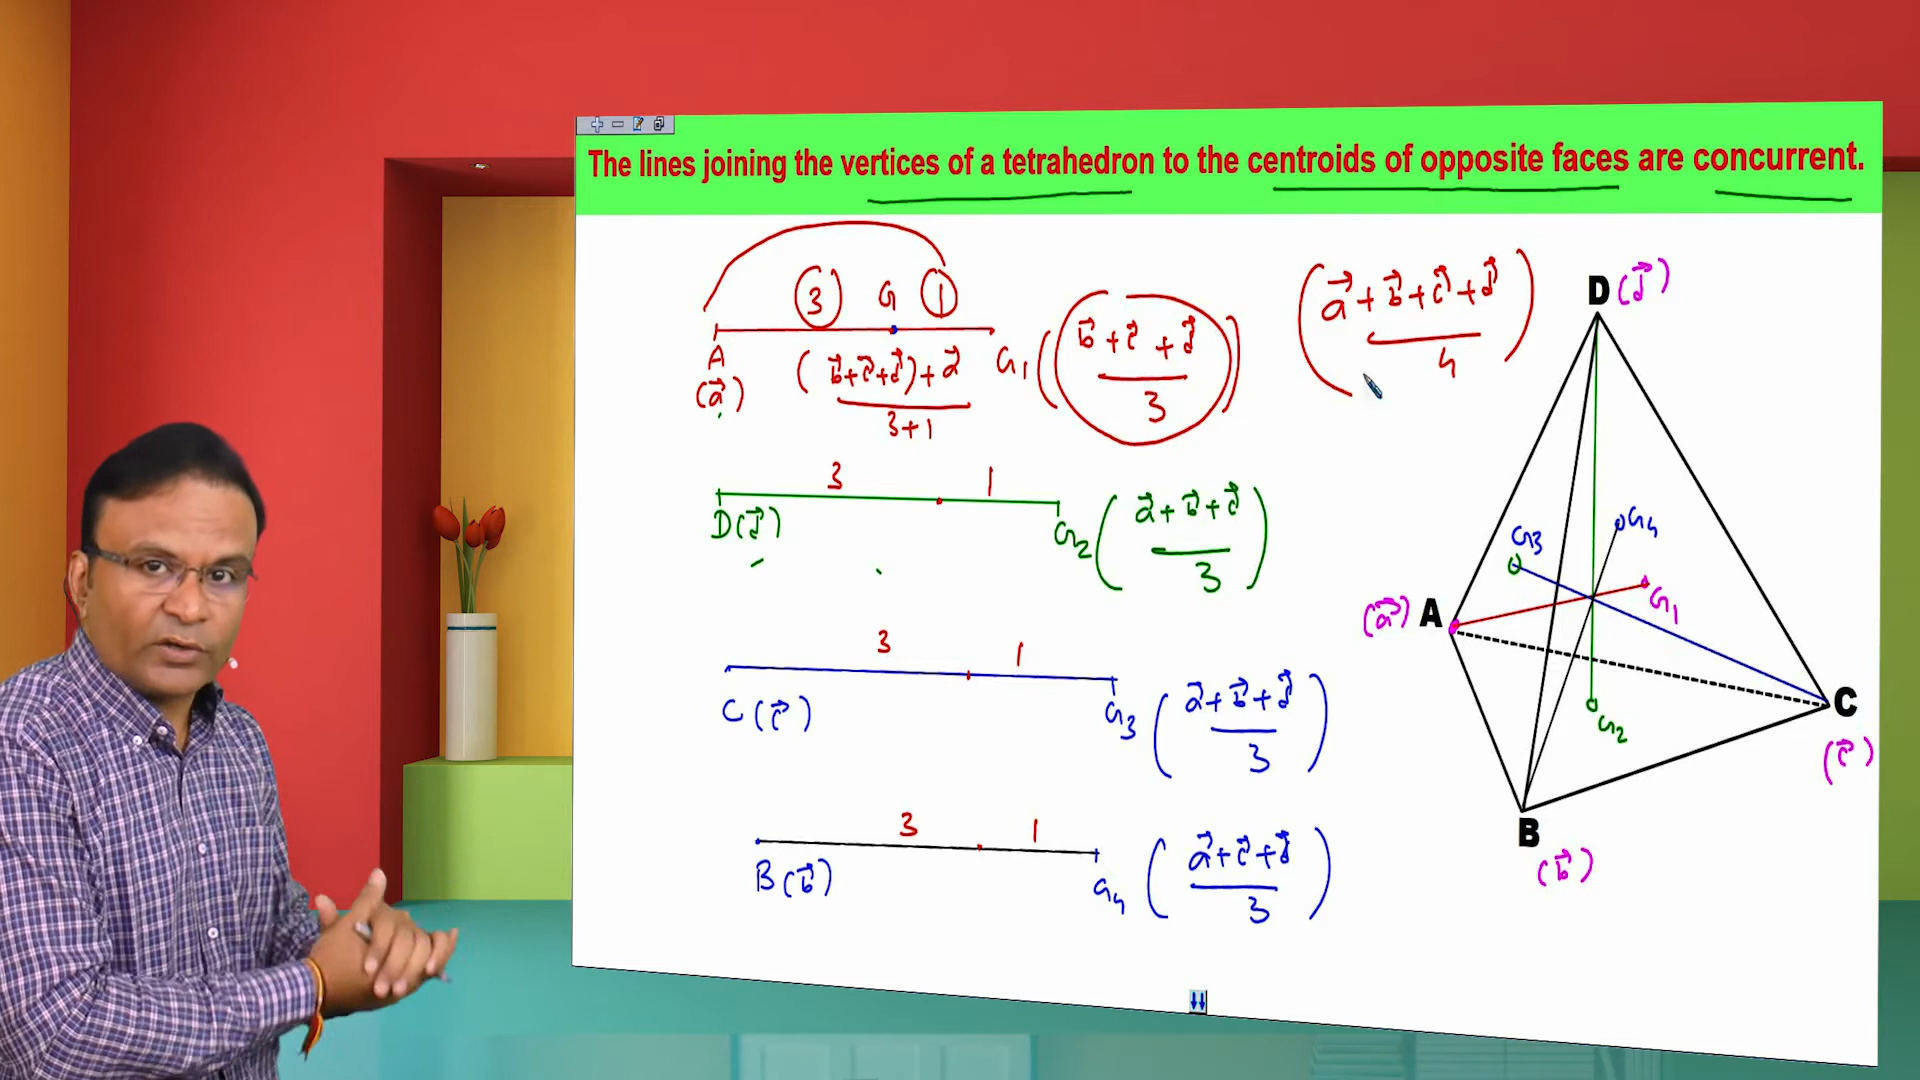 The lines joining the vertices of a tetrahedron to the centroids of opposite faces are concurrent.
3 G 1
A (a⃗) (b⃗+c⃗+d⃗)+a⃗ / 3+1 G1 ((b⃗+c⃗+d⃗ / 3))
(a⃗+b⃗+c⃗+d⃗ / 4)
3 1
D(d⃗) G2 (a⃗+b⃗+c⃗ / 3)
3 1
C(c⃗) G3 (a⃗+b⃗+d⃗ / 3)
3 1
B(b⃗) G4 (a⃗+c⃗+d⃗ / 3)
D(d⃗)
G3 G4
(a⃗) A G1
G2 C
(c⃗)
B
(b⃗)